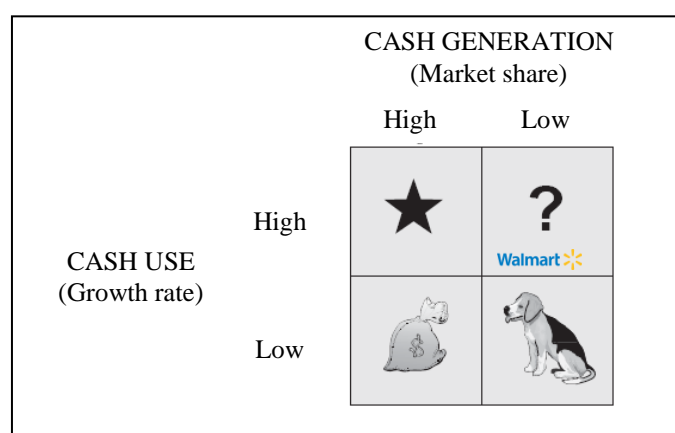 CASH GENERATION
(Market share)
High Low
High
?
Walmart
CASH USE
(Growth rate)
$
Low